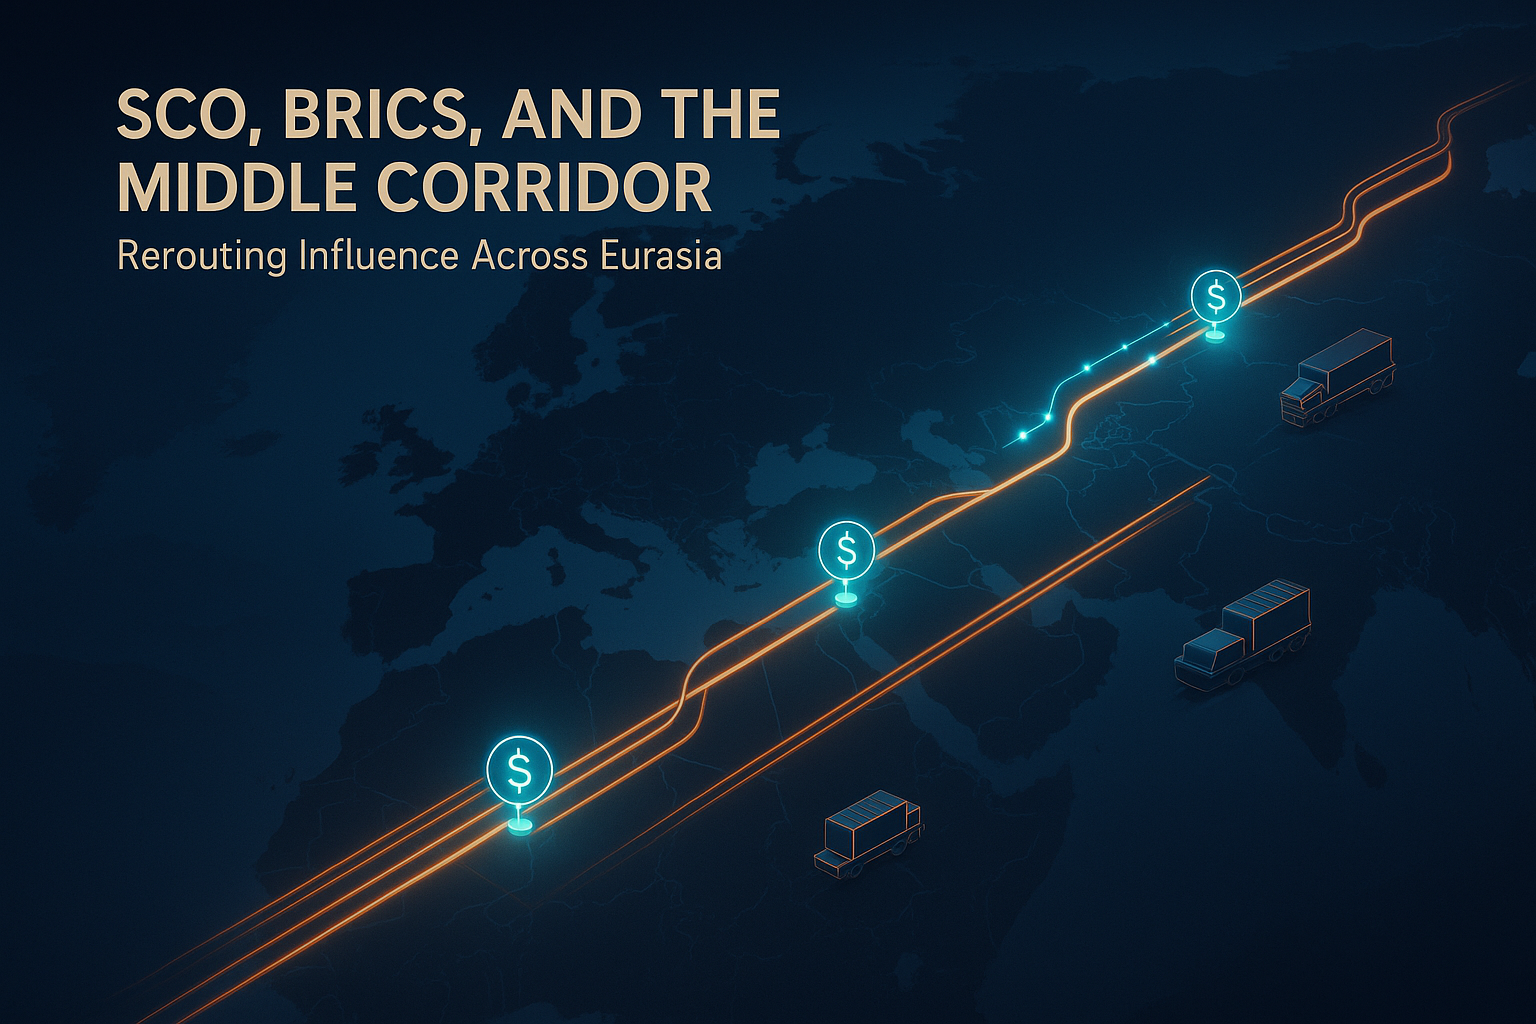 SCO, BRICS, AND THE
MIDDLE CORRIDOR
Rerouting Influence Across Eurasia
$
$
$